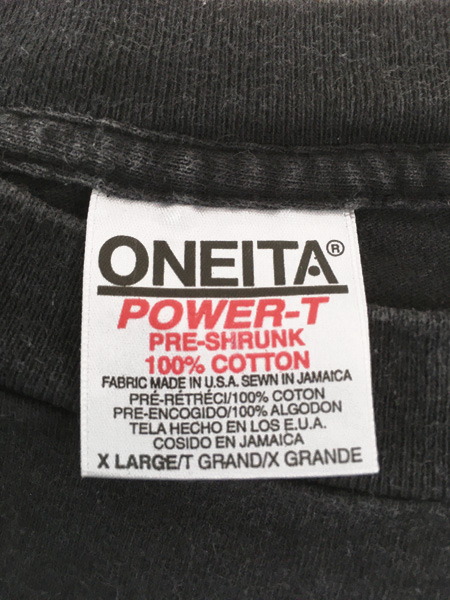 ONEITA®
POWER-T
PRE-SHRUNK
100% COTTON
FABRIC MADE IN U.S.A. SEWN IN JAMAICA
PRÉ-RÉTRÉCI/100% COTON
PRE-ENCOGIDO/100% ALGODON
TELA HECHO EN LOS E.U.A.
COSIDO EN JAMAICA
X LARGE/T GRAND/X GRANDE